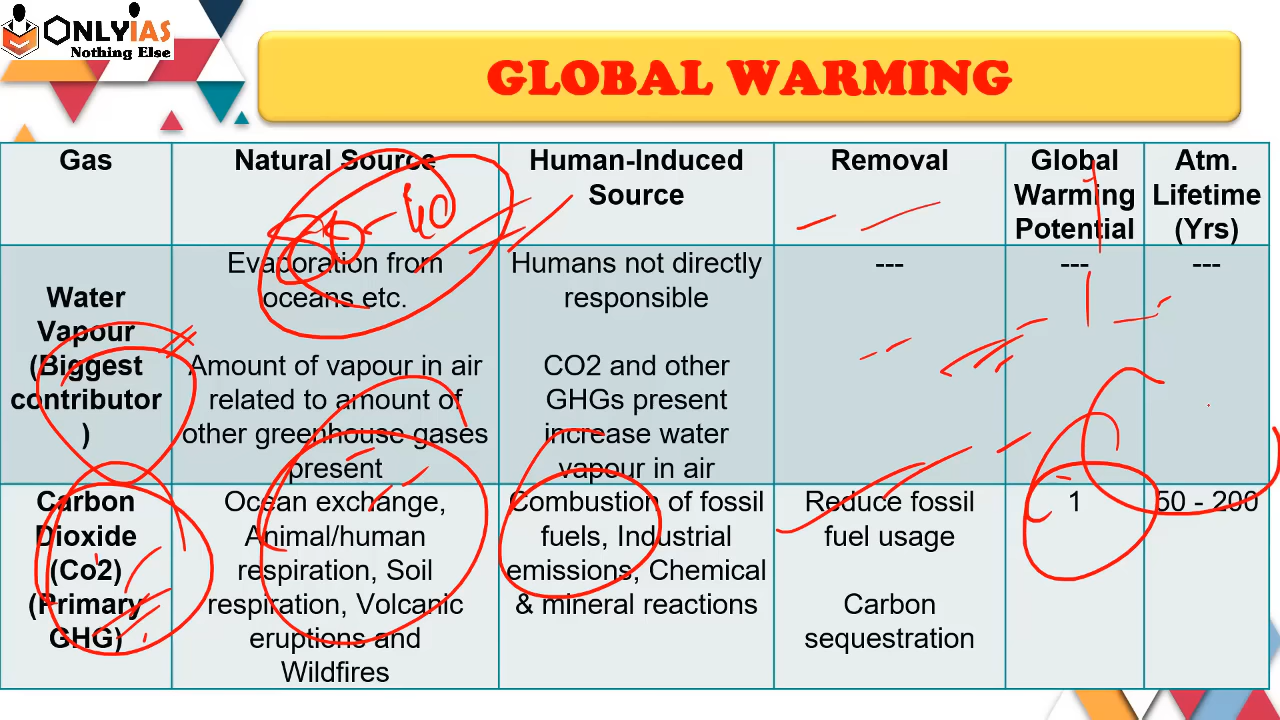 ONLYIAS
Nothing Else
GLOBAL WARMING
Gas
Natural Source
Human-Induced
Source
Removal
Global
Warming
Potential
Atm.
Lifetime
(Yrs)
Water
Vapour
(Biggest
contributor
)
Evaporation from
oceans etc.
Amount of vapour in air
related to amount of
other greenhouse gases
present
Humans not directly
responsible
CO2 and other
GHGs present
increase water
vapour in air
---
---
---
Carbon
Dioxide
(Co2)
(Primary
GHG)
Ocean exchange,
Animal/human
respiration, Soil
respiration, Volcanic
eruptions and
Wildfires
Combustion of fossil
fuels, Industrial
emissions, Chemical
& mineral reactions
Reduce fossil
fuel usage
Carbon
sequestration
1
50 - 200